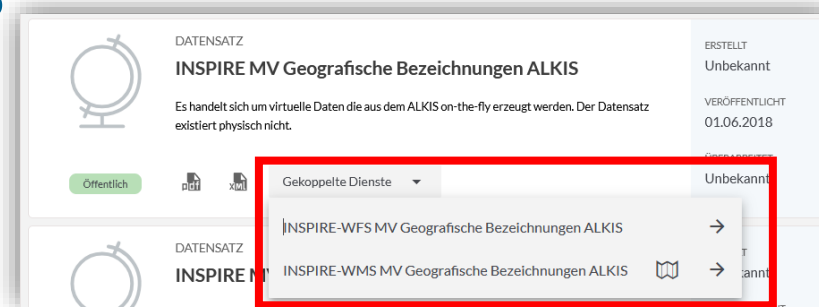 DATENSATZ
INSPIRE MV Geografische Bezeichnungen ALKIS
Es handelt sich um virtuelle Daten die aus dem ALKIS on-the-fly erzeugt werden. Der Datensatz
existiert physisch nicht.
ERSTELLT
Unbekannt
VERÖFFENTLICHT
01.06.2018
ÜBERARBEITET
Unbekannt
Öffentlich
pdf
xml
Gekoppelte Dienste
INSPIRE-WFS MV Geografische Bezeichnungen ALKIS
INSPIRE-WMS MV Geografische Bezeichnungen ALKIS
DATENSATZ
INSPIRE